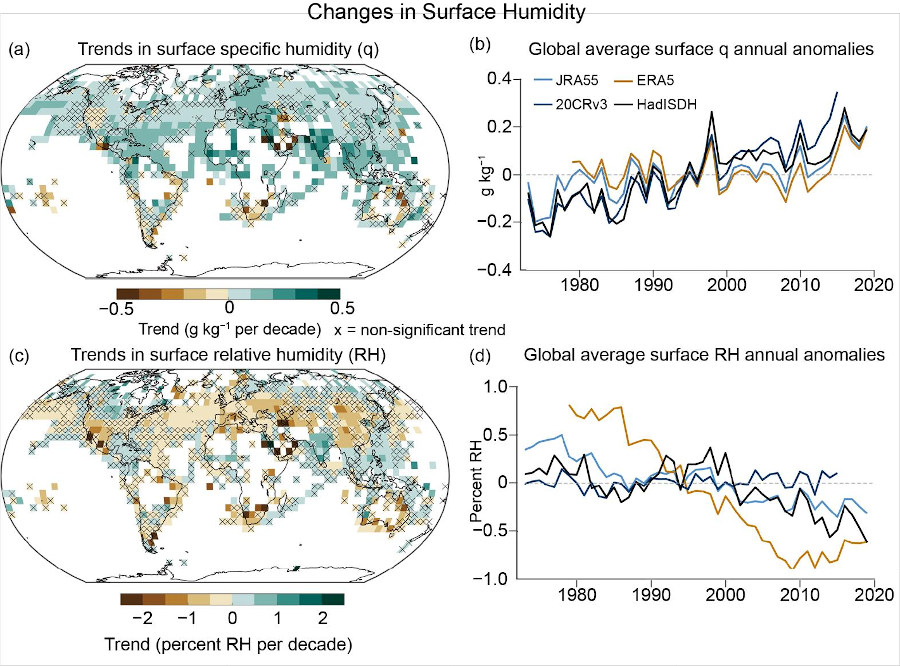 Changes in Surface Humidity
(a) Trends in surface specific humidity (q)
−0.5 0 0.5
Trend (g kg⁻¹ per decade) x = non-significant trend
(b) Global average surface q annual anomalies
JRA55 ERA5
20CRv3 HadISDH
0.4
0.2
0
−0.2
−0.4
g kg⁻¹
1980 1990 2000 2010 2020
(c) Trends in surface relative humidity (RH)
−2 −1 0 1 2
Trend (percent RH per decade)
(d) Global average surface RH annual anomalies
1.0
0.5
0
−0.5
−1.0
Percent RH
1980 1990 2000 2010 2020